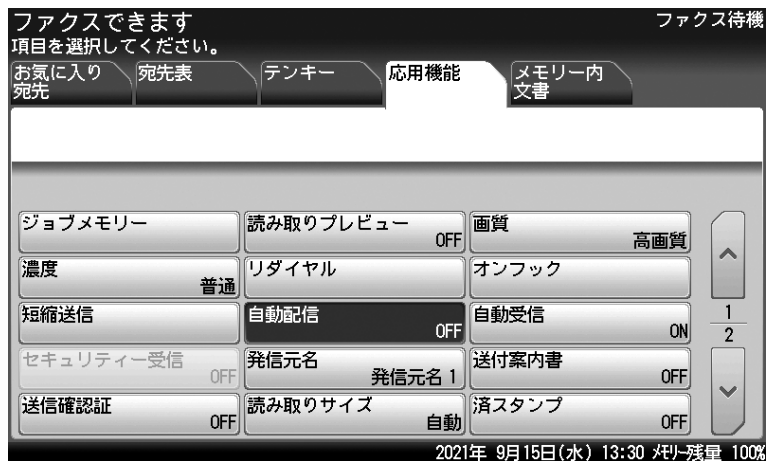 ファクスできます
ファクス待機
項目を選択してください。
お気に入り
宛先
宛先表
テンキー
応用機能
メモリー内
文書
ジョブメモリー
読み取りプレビュー
OFF
画質
高画質
濃度
普通
リダイヤル
オンフック
短縮送信
自動配信
OFF
自動受信
ON
1
2
セキュリティー受信
OFF
発信元名
発信元名 1
送付案内書
OFF
送信確認証
OFF
読み取りサイズ
自動
済スタンプ
OFF
2021年 9月15日(水) 13:30 ﾒﾓﾘｰ残量 100%